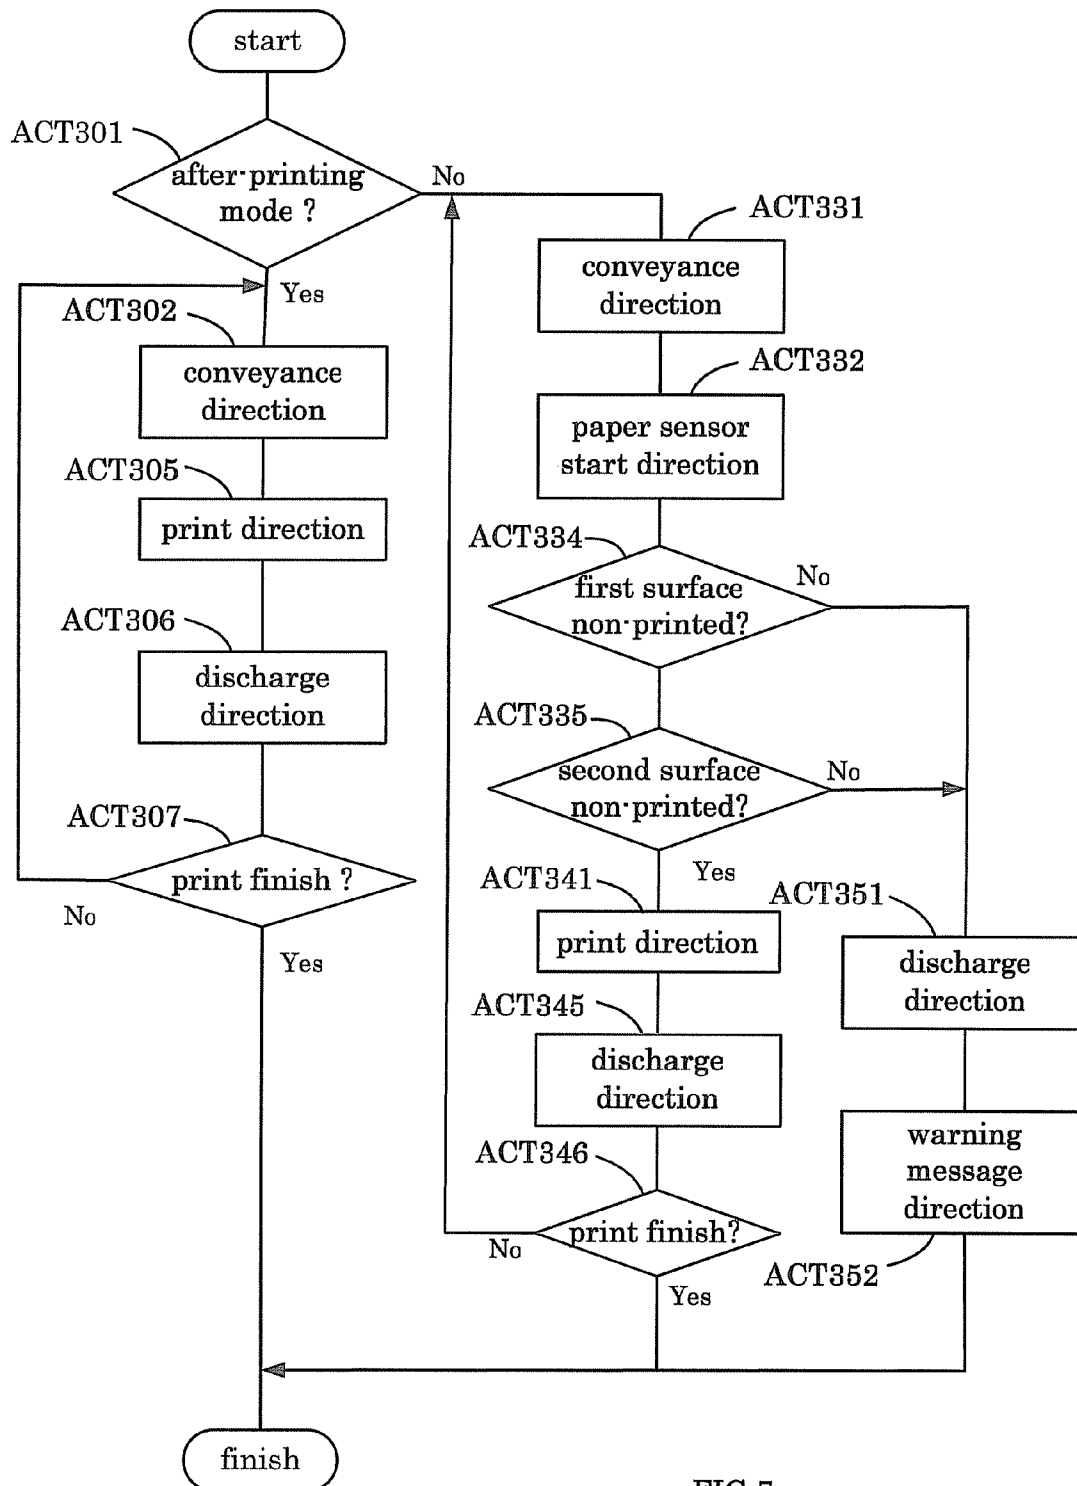 start
ACT301
after-printing
mode ?
No
Yes
ACT302
conveyance
direction
ACT305
print direction
ACT306
discharge
direction
ACT307
print finish ?
No
Yes
ACT331
conveyance
direction
ACT332
paper sensor
start direction
ACT334
first surface
non-printed?
No
ACT335
second surface
non-printed?
No
Yes
ACT341
print direction
ACT345
discharge
direction
ACT346
print finish?
No
Yes
ACT351
discharge
direction
warning
message
direction
ACT352
finish